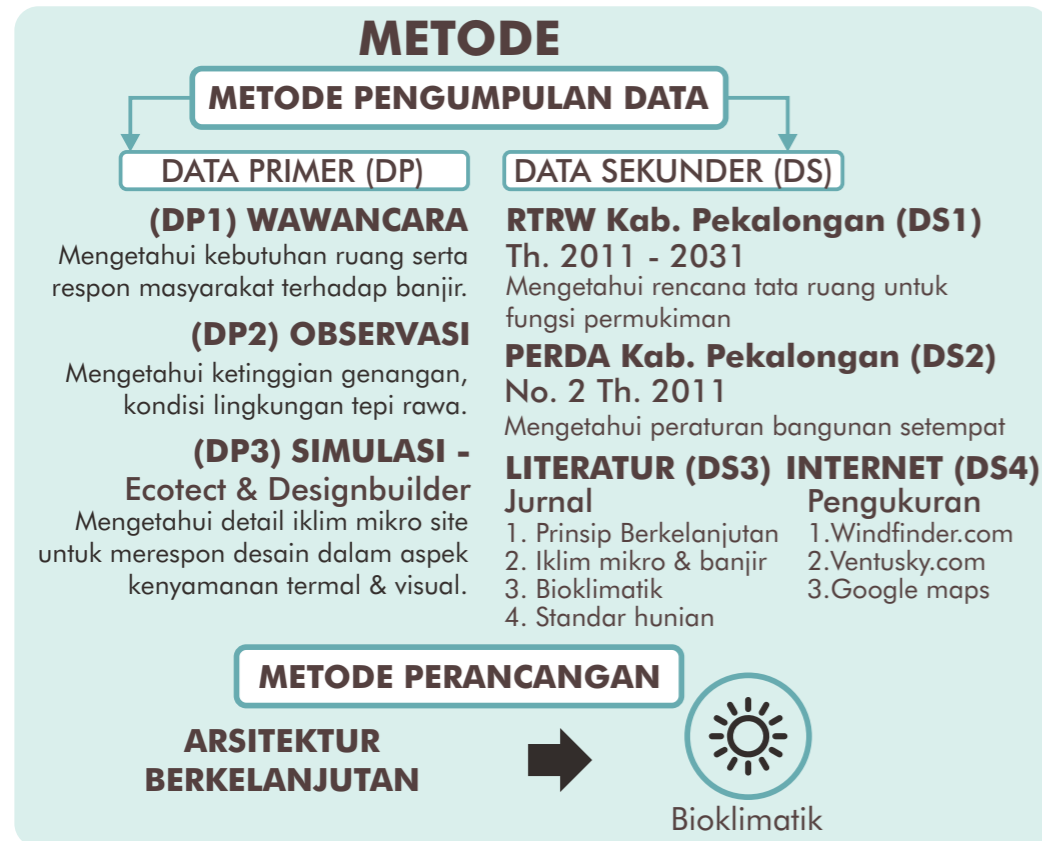 METODE
METODE PENGUMPULAN DATA
DATA PRIMER (DP)
(DP1) WAWANCARA
Mengetahui kebutuhan ruang serta
respon masyarakat terhadap banjir.
(DP2) OBSERVASI
Mengetahui ketinggian genangan,
kondisi lingkungan tepi rawa.
(DP3) SIMULASI -
Ecotect & Designbuilder
Mengetahui detail iklim mikro site
untuk merespon desain dalam aspek
kenyamanan termal & visual.
DATA SEKUNDER (DS)
RTRW Kab. Pekalongan (DS1)
Th. 2011 - 2031
Mengetahui rencana tata ruang untuk
fungsi permukiman
PERDA Kab. Pekalongan (DS2)
No. 2 Th. 2011
Mengetahui peraturan bangunan setempat
LITERATUR (DS3)
Jurnal
1. Prinsip Berkelanjutan
2. Iklim mikro & banjir
3. Bioklimatik
4. Standar hunian
INTERNET (DS4)
Pengukuran
1.Windfinder.com
2.Ventusky.com
3.Google maps
METODE PERANCANGAN
ARSITEKTUR
BERKELANJUTAN
Bioklimatik